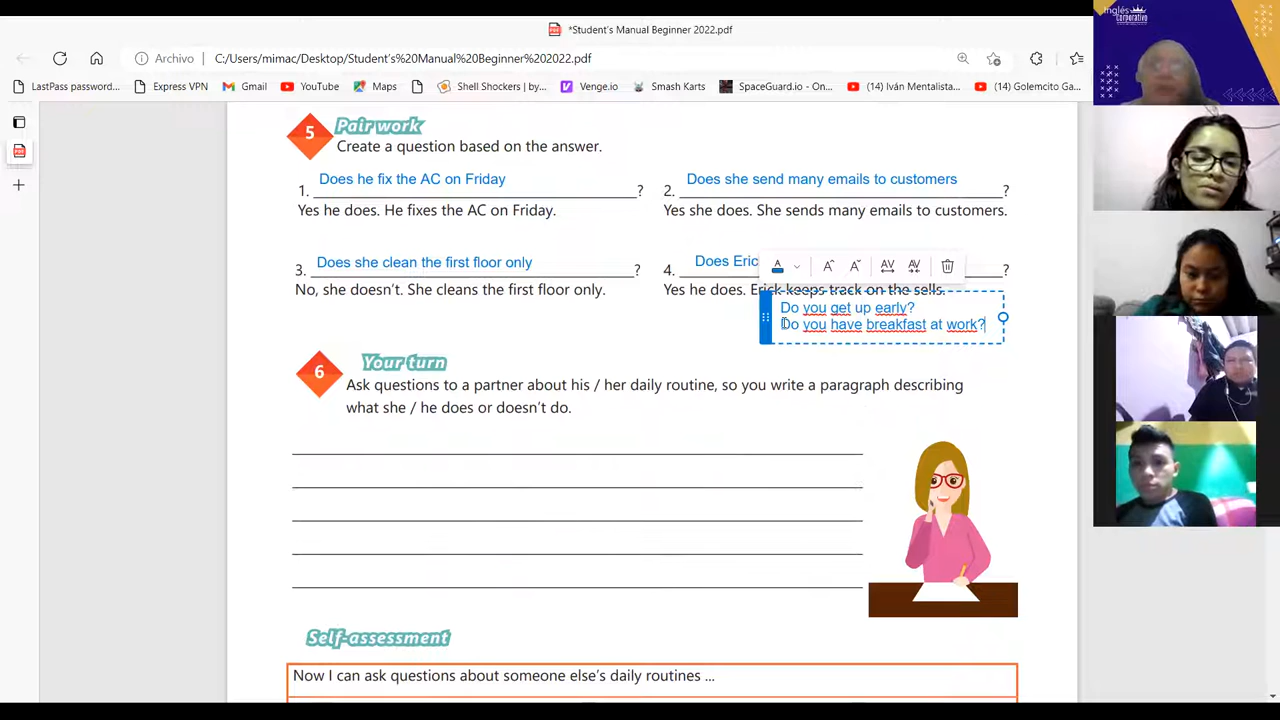 *Student's Manual Beginner 2022.pdf
Archivo
C:/Users/mimac/Desktop/Student's%20Manual%20Beginner%202022.pdf
LastPass password...
Express VPN
Gmail
YouTube
Maps
Shell Shockers | by...
Venge.io
Smash Karts
SpaceGuard.io - On...
(14) Iván Mentalista...
(14) Golemcito Ga...
Inglés
Corporativo
5
Pair work
Create a question based on the answer.
1. Does he fix the AC on Friday ?
Yes he does. He fixes the AC on Friday.
2. Does she send many emails to customers ?
Yes she does. She sends many emails to customers.
3. Does she clean the first floor only ?
No, she doesn't. She cleans the first floor only.
4. Does Eric ?
Yes he does. Erick keeps track on the sells.
Do you get up early?
Do you have breakfast at work?
6
Your turn
Ask questions to a partner about his / her daily routine, so you write a paragraph describing
what she / he does or doesn't do.
Self-assessment
Now I can ask questions about someone else's daily routines ...